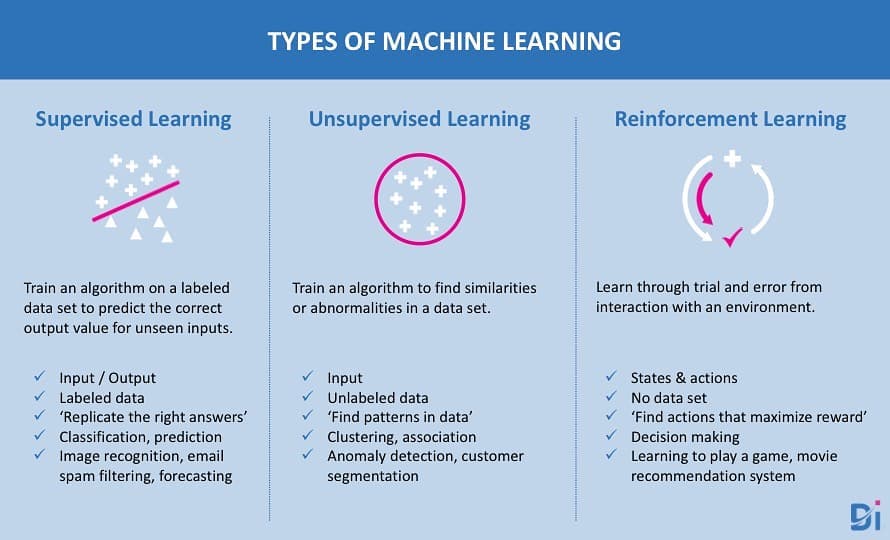 TYPES OF MACHINE LEARNING
Supervised Learning
Train an algorithm on a labeled
data set to predict the correct
output value for unseen inputs.
Input / Output
Labeled data
‘Replicate the right answers’
Classification, prediction
Image recognition, email
spam filtering, forecasting
Unsupervised Learning
Train an algorithm to find similarities
or abnormalities in a data set.
Input
Unlabeled data
‘Find patterns in data’
Clustering, association
Anomaly detection, customer
segmentation
Reinforcement Learning
Learn through trial and error from
interaction with an environment.
States & actions
No data set
‘Find actions that maximize reward’
Decision making
Learning to play a game, movie
recommendation system
Di